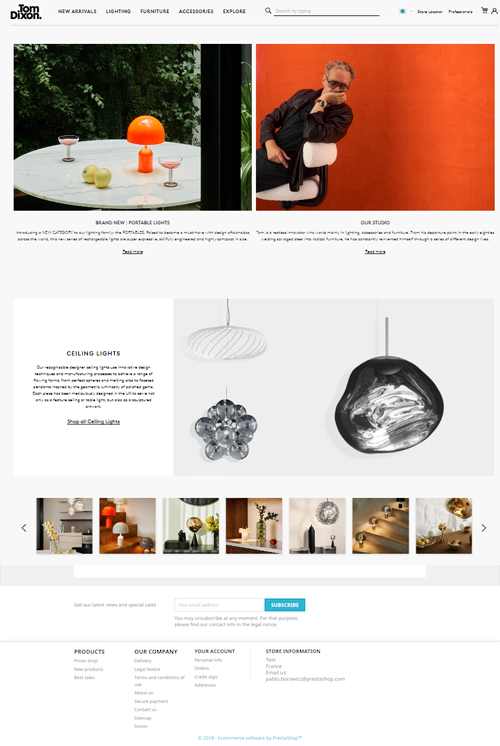 .Tom
Dixon.
NEW ARRIVALS LIGHTING FURNITURE ACCESSORIES EXPLORE
Search by typing
Store Locator Professionals
BRAND NEW : PORTABLE LIGHTS
Introducing a NEW CATEGORY to our lighting family the PORTABLES. Poised to become a must-have with design aficionados
across the world, this new series of rechargeable lights are super expressive, skillfully engineered and highly compact in size.
Read more
OUR STUDIO
Tom is a restless innovator who works mainly in lighting, accessories and furniture. From his departure point in the early eighties
welding salvaged steel into radical furniture, he has constantly reinvented himself through a series of different design lives.
Read more
CEILING LIGHTS
Our recognisable designer ceiling lights use innovative design
techniques and manufacturing processes to achieve a range of
flowing forms, from perfect spheres and melting orbs to faceted
pendants inspired by the geometric luminosity of polished gems.
Each piece has been meticulously designed in the UK to serve not
only as a feature ceiling or table light, but also as a sculptural
artwork.
Shop all Ceiling Lights
Get our latest news and special sales
Your email address
SUBSCRIBE
You may unsubscribe at any moment. For that purpose,
please find our contact info in the legal notice.
PRODUCTS
Prices drop
New products
Best sales
OUR COMPANY
Delivery
Legal Notice
Terms and conditions of
use
About us
Secure payment
Contact us
Sitemap
Stores
YOUR ACCOUNT
Personal info
Orders
Credit slips
Addresses
STORE INFORMATION
Test
France
Email us:
pablo.borowicz@prestashop.com
© 2019 - Ecommerce software by PrestaShop™